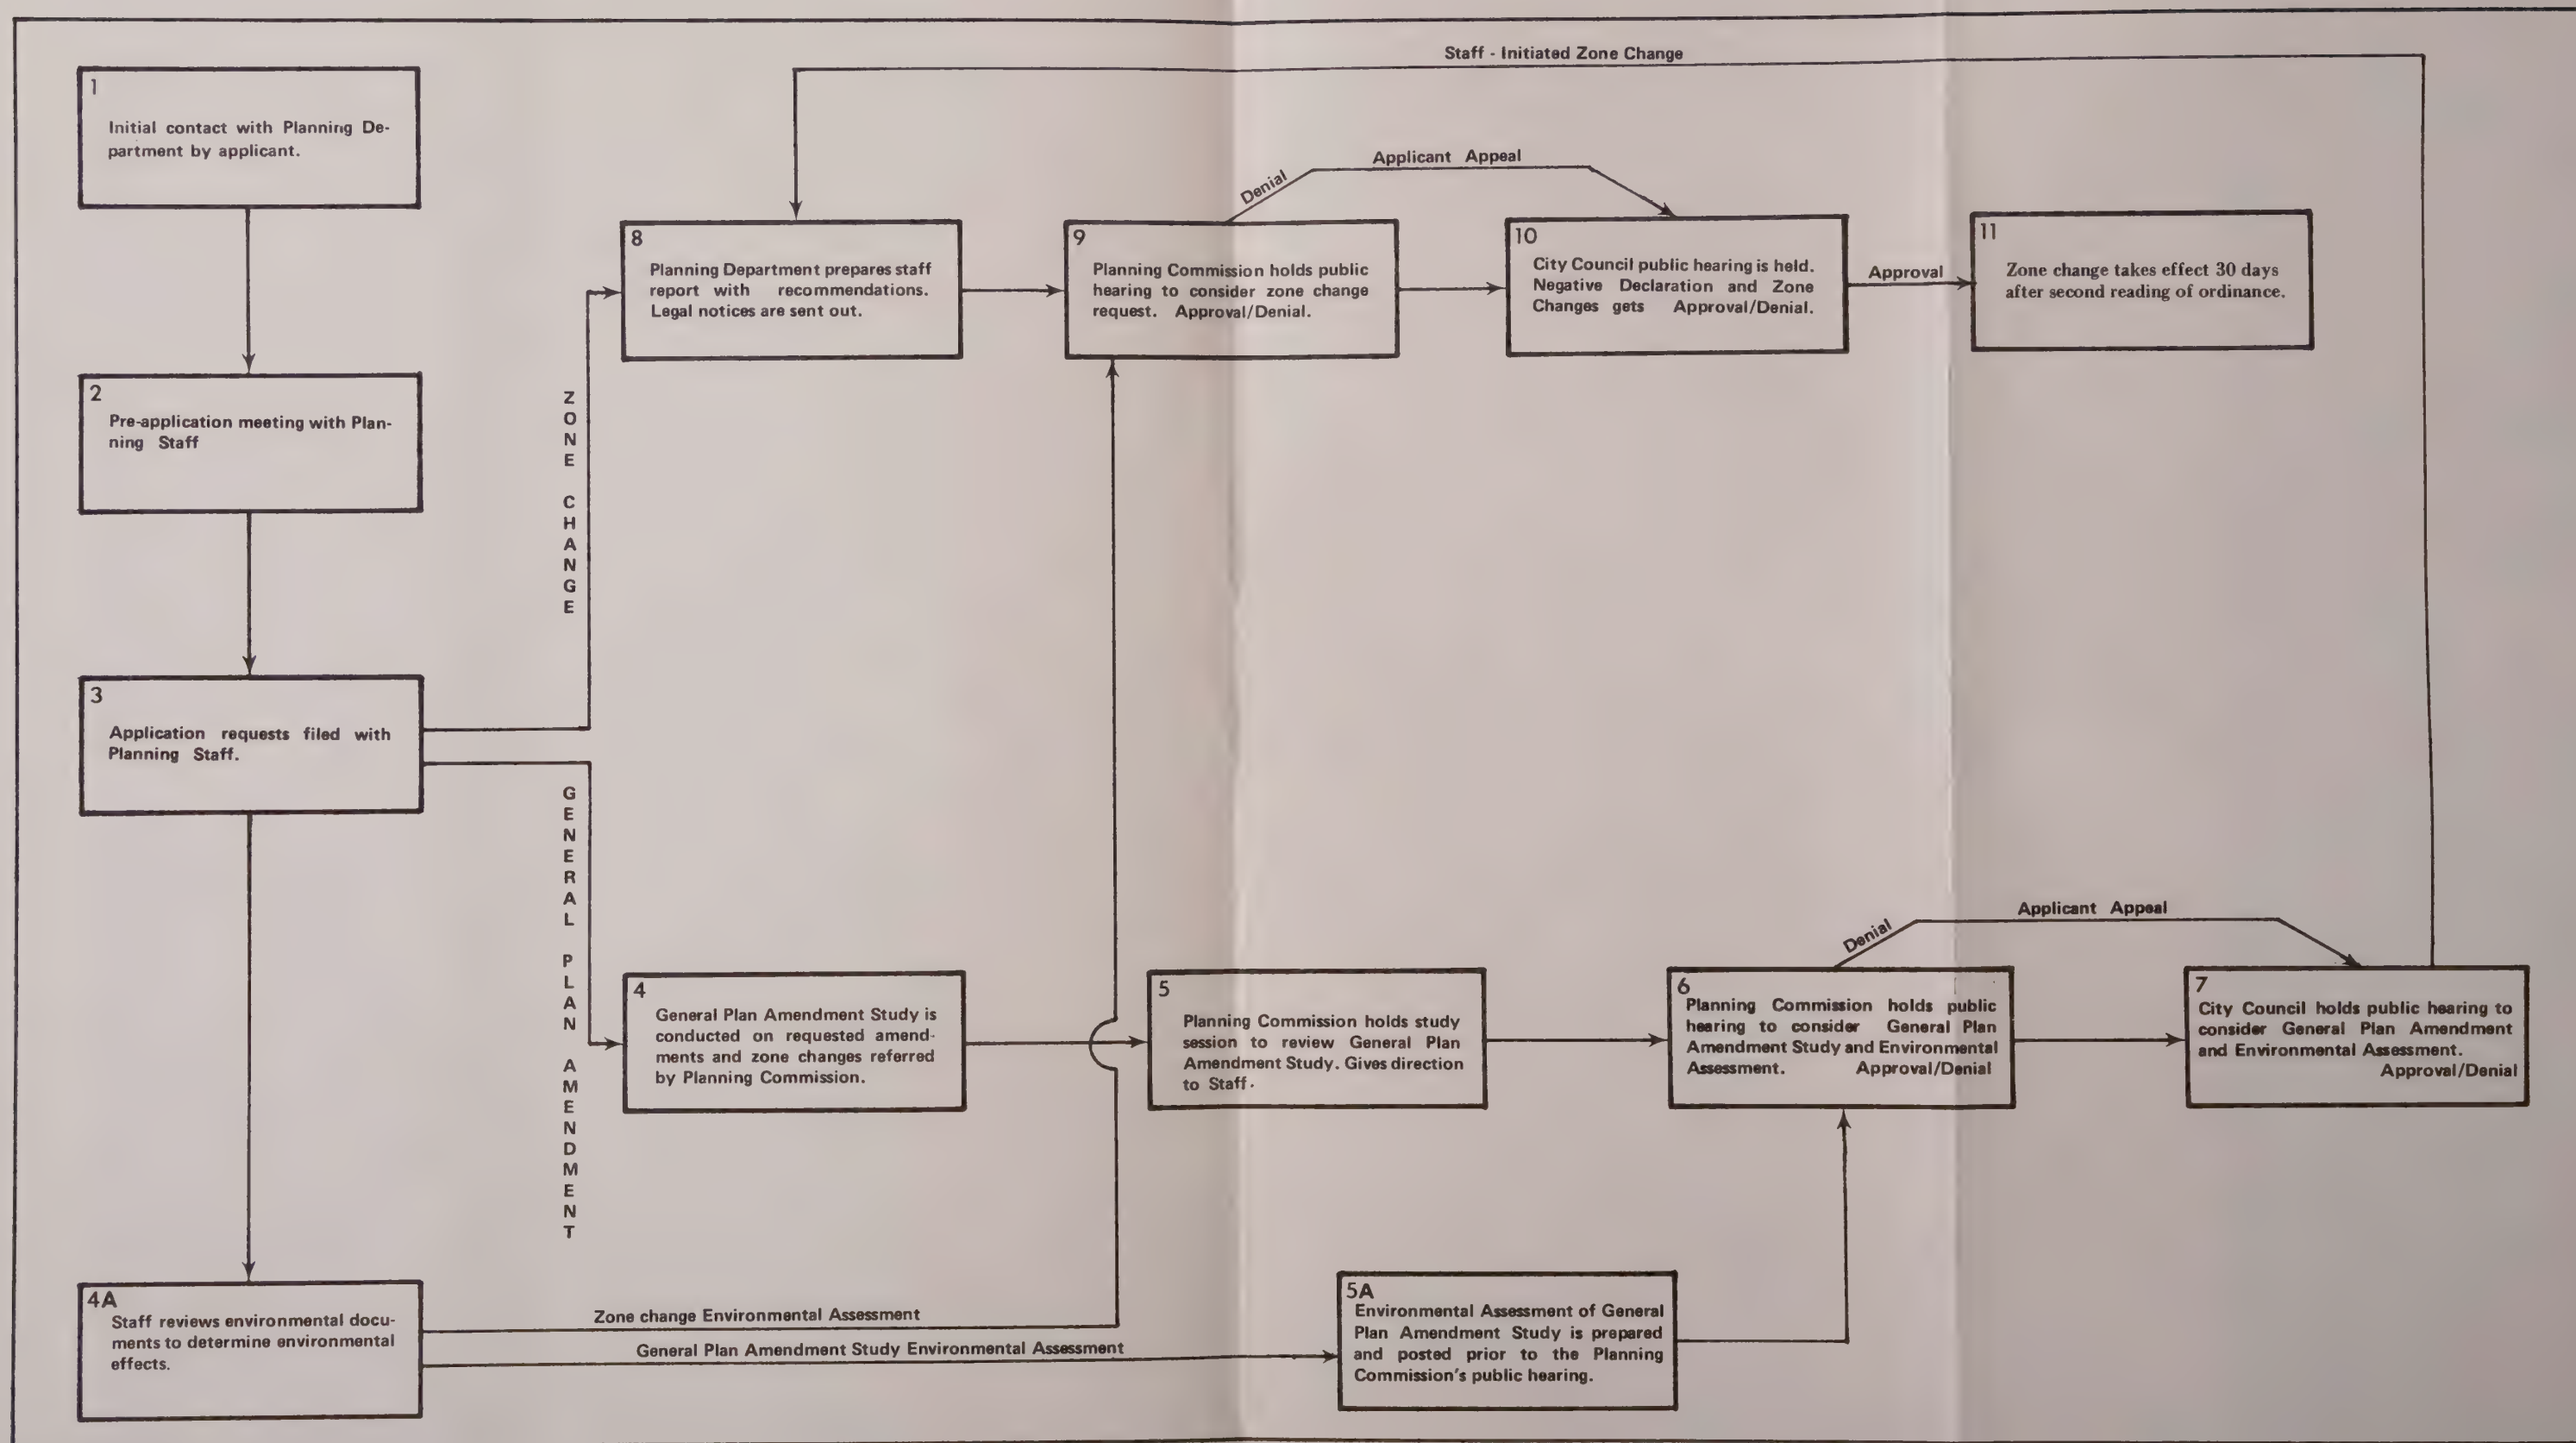 Staff - Initiated Zone Change
1
Initial contact with Planning De-
partment by applicant.
2
Pre-application meeting with Plan-
ning Staff
3
Application requests filed with
Planning Staff.
ZONE CHANGE
GENERAL PLAN AMENDMENT
8
Planning Department prepares staff
report with recommendations.
Legal notices are sent out.
9
Planning Commission holds public
hearing to consider zone change
request. Approval/Denial.
Denial
Applicant Appeal
10
City Council public hearing is held.
Negative Declaration and Zone
Changes gets Approval/Denial.
Approval
11
Zone change takes effect 30 days
after second reading of ordinance.
4
General Plan Amendment Study is
conducted on requested amend-
ments and zone changes referred
by Planning Commission.
5
Planning Commission holds study
session to review General Plan
Amendment Study. Gives direction
to Staff.
6
Planning Commission holds public
hearing to consider General Plan
Amendment Study and Environmental
Assessment. Approval/Denial
Denial
Applicant Appeal
7
City Council holds public hearing to
consider General Plan Amendment
and Environmental Assessment.
Approval/Denial
4A
Staff reviews environmental docu-
ments to determine environmental
effects.
Zone change Environmental Assessment
General Plan Amendment Study Environmental Assessment
5A
Environmental Assessment of General
Plan Amendment Study is prepared
and posted prior to the Planning
Commission's public hearing.